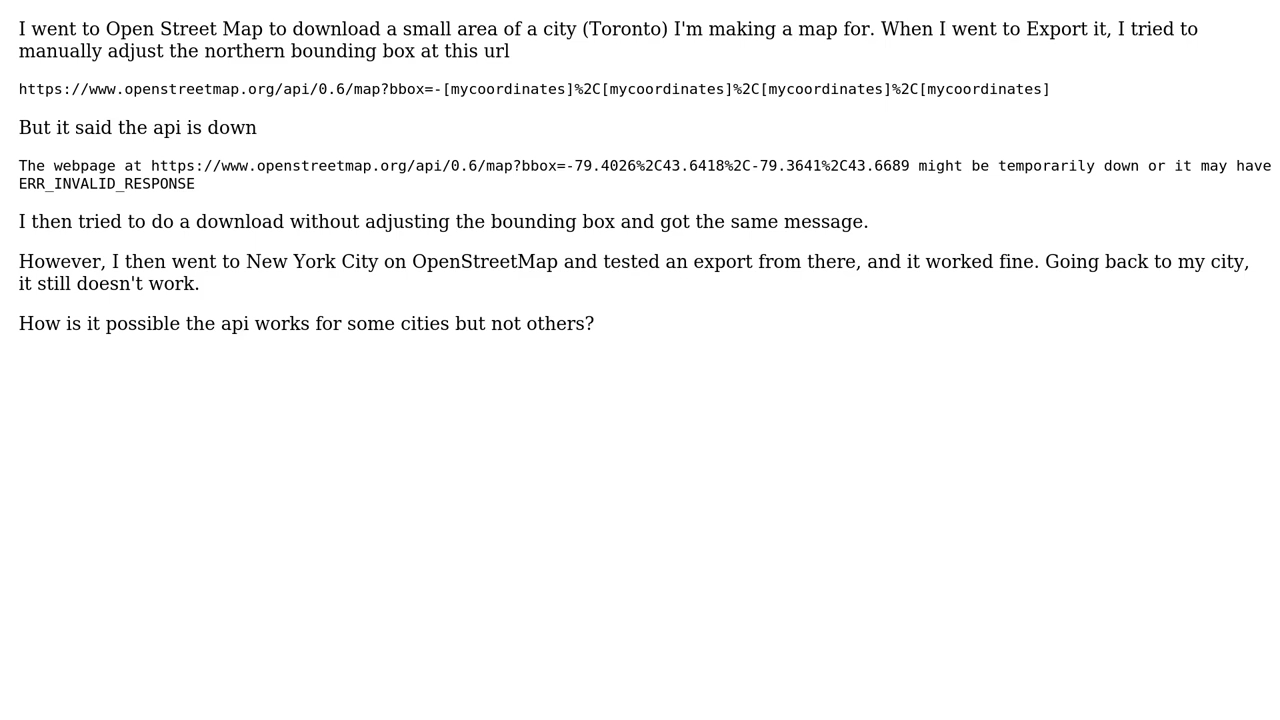 I went to Open Street Map to download a small area of a city (Toronto) I'm making a map for. When I went to Export it, I tried to
manually adjust the northern bounding box at this url
https://www.openstreetmap.org/api/0.6/map?bbox=-[mycoordinates]%2C[mycoordinates]%2C[mycoordinates]%2C[mycoordinates]
But it said the api is down
The webpage at https://www.openstreetmap.org/api/0.6/map?bbox=-79.4026%2C43.6418%2C-79.3641%2C43.6689 might be temporarily down or it may have
ERR_INVALID_RESPONSE
I then tried to do a download without adjusting the bounding box and got the same message.
However, I then went to New York City on OpenStreetMap and tested an export from there, and it worked fine. Going back to my city,
it still doesn't work.
How is it possible the api works for some cities but not others?